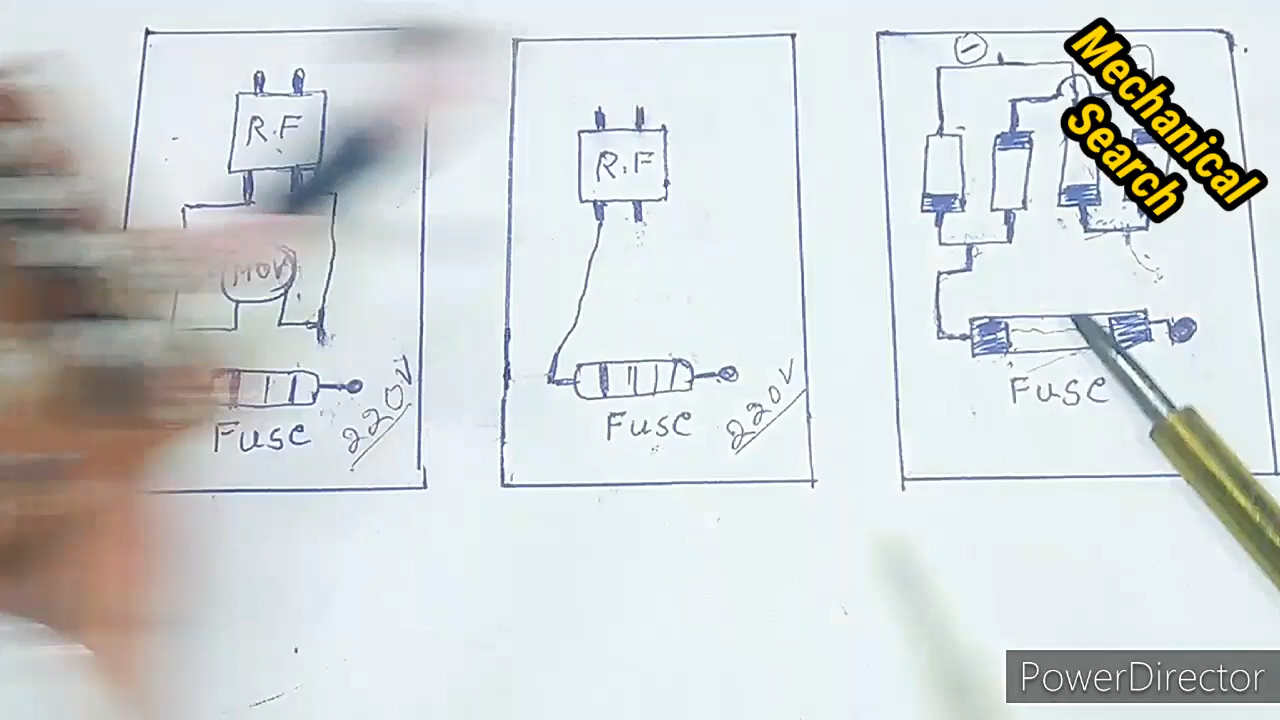 R.F
MOV
Fuse
220V
R.F
Fuse
220V
Fuse
Mechanical
Search
PowerDirector